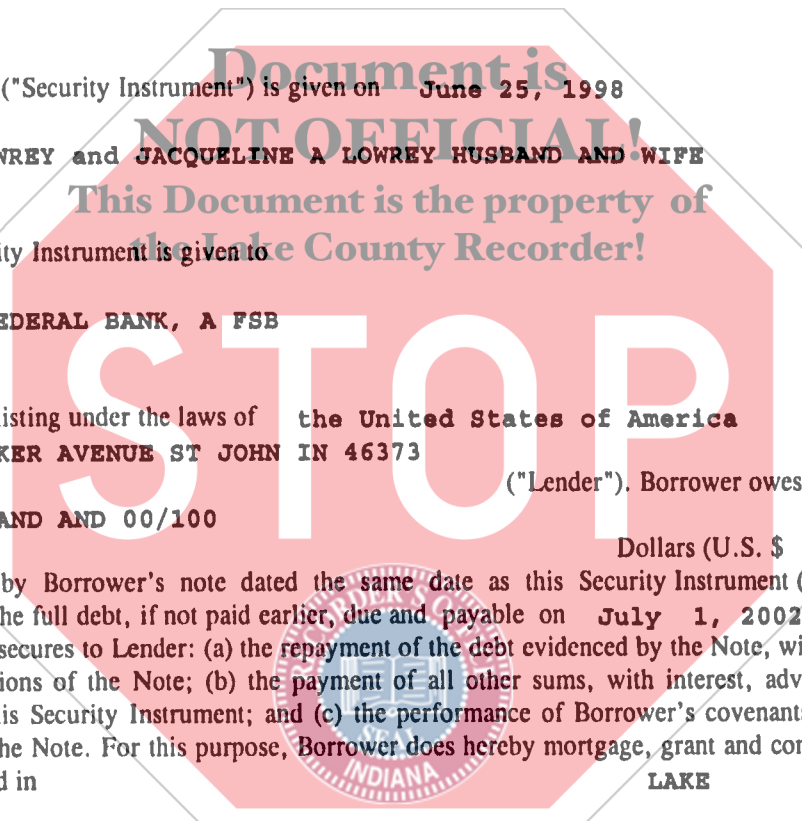 Document is
("Security Instrument") is given on June 25, 1998
NOT OFFICIAL!
WREY and JACQUELINE A LOWREY HUSBAND AND WIFE
This Document is the property of
the Lake County Recorder!
ity Instrument is given to
EDERAL BANK, A FSB
STOP
isting under the laws of the United States of America
KER AVENUE ST JOHN IN 46373
("Lender"). Borrower owes
AND AND 00/100
Dollars (U.S. $
by Borrower's note dated the same date as this Security Instrument (
he full debt, if not paid earlier, due and payable on July 1, 2002
secures to Lender: (a) the repayment of the debt evidenced by the Note, wi
ions of the Note; (b) the payment of all other sums, with interest, adv
is Security Instrument; and (c) the performance of Borrower's covenants
he Note. For this purpose, Borrower does hereby mortgage, grant and con
d in LAKE
RECORDER'S OFFICE
SEAL
INDIANA